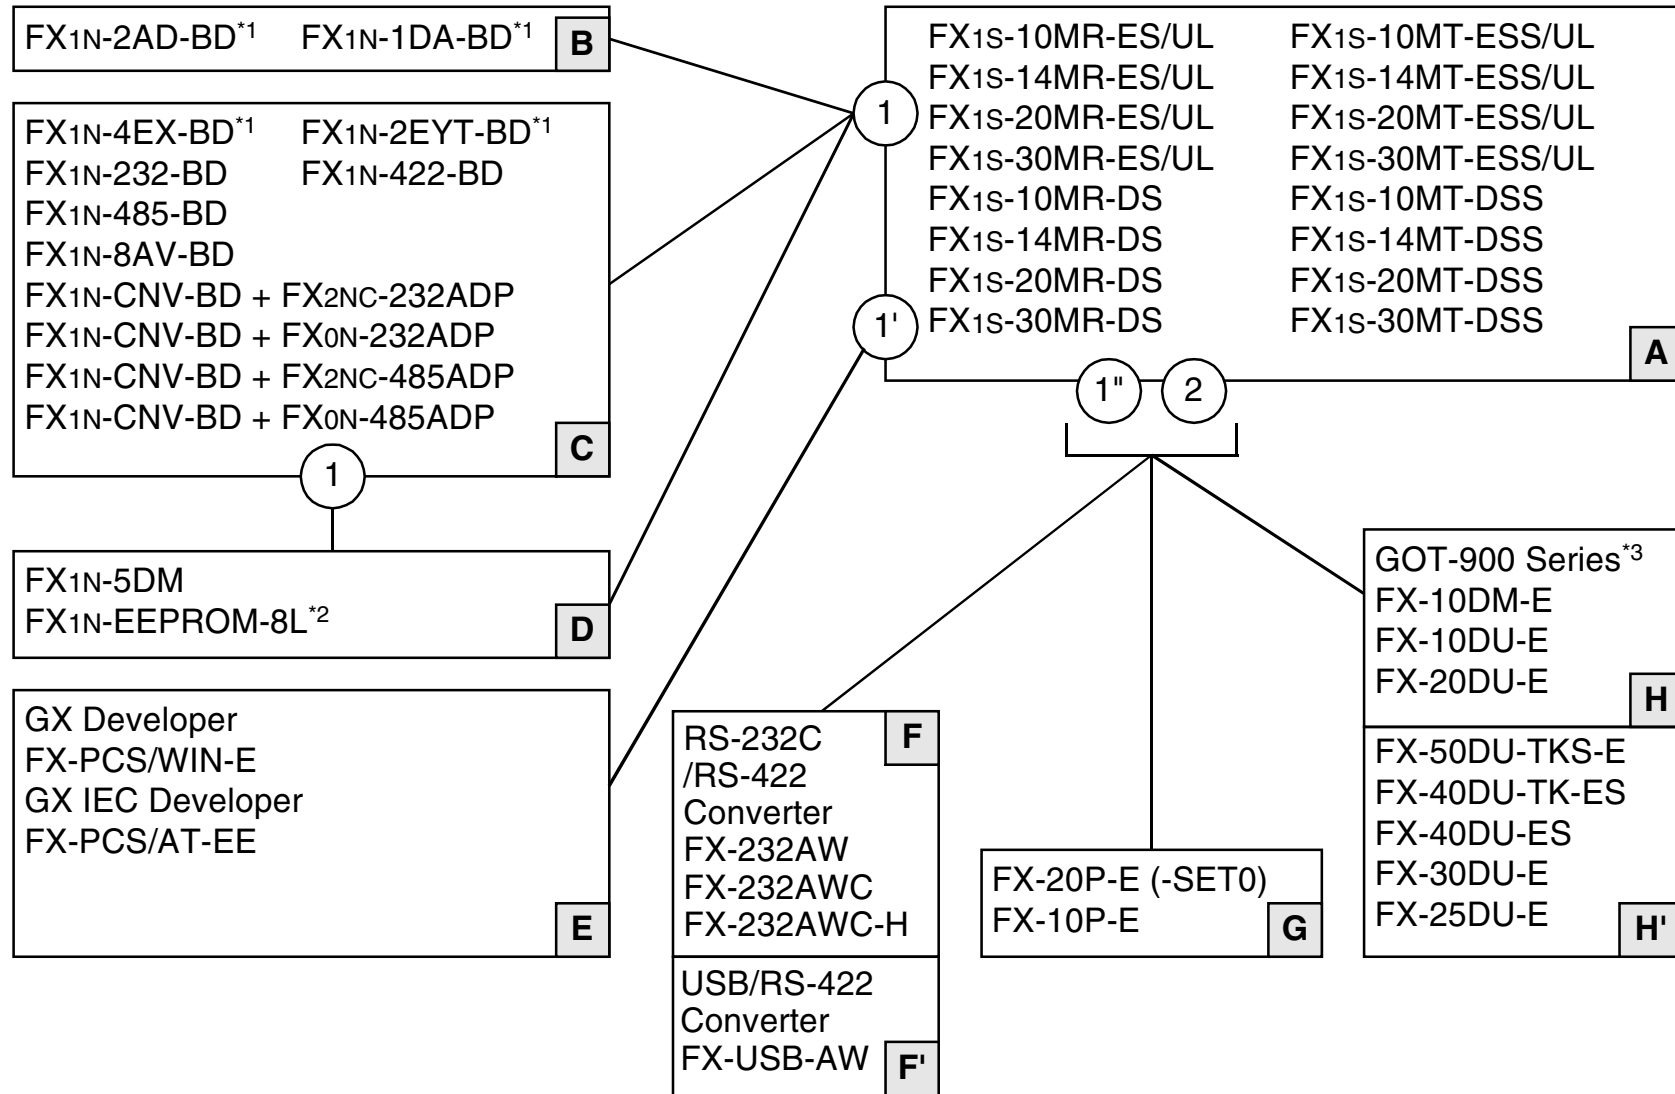 FX1N-2AD-BD*1 FX1N-1DA-BD*1
B
FX1N-4EX-BD*1 FX1N-2EYT-BD*1
FX1N-232-BD FX1N-422-BD
FX1N-485-BD
FX1N-8AV-BD
FX1N-CNV-BD + FX2NC-232ADP
FX1N-CNV-BD + FX0N-232ADP
FX1N-CNV-BD + FX2NC-485ADP
FX1N-CNV-BD + FX0N-485ADP
C
1
FX1N-5DM
FX1N-EEPROM-8L*2
D
GX Developer
FX-PCS/WIN-E
GX IEC Developer
FX-PCS/AT-EE
E
1
1'
FX1S-10MR-ES/UL FX1S-10MT-ESS/UL
FX1S-14MR-ES/UL FX1S-14MT-ESS/UL
FX1S-20MR-ES/UL FX1S-20MT-ESS/UL
FX1S-30MR-ES/UL FX1S-30MT-ESS/UL
FX1S-10MR-DS FX1S-10MT-DSS
FX1S-14MR-DS FX1S-14MT-DSS
FX1S-20MR-DS FX1S-20MT-DSS
FX1S-30MR-DS FX1S-30MT-DSS
A
1" 2
RS-232C
/RS-422
Converter
FX-232AW
FX-232AWC
FX-232AWC-H
F
USB/RS-422
Converter
FX-USB-AW
F'
FX-20P-E (-SET0)
FX-10P-E
G
GOT-900 Series*3
FX-10DM-E
FX-10DU-E
FX-20DU-E
H
FX-50DU-TKS-E
FX-40DU-TK-ES
FX-40DU-ES
FX-30DU-E
FX-25DU-E
H'